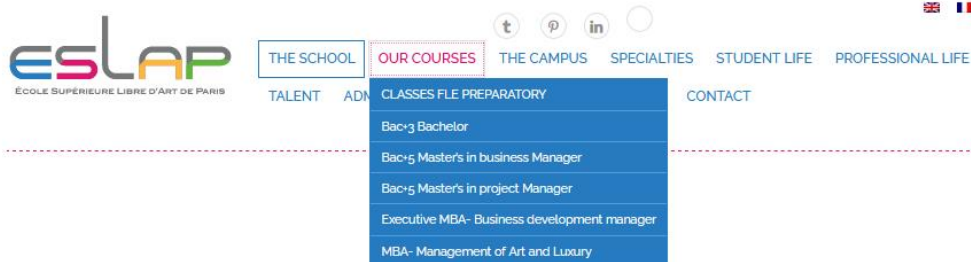 eSLAP
ÉCOLE SUPÉRIEURE LIBRE D'ART DE PARIS
THE SCHOOL OUR COURSES THE CAMPUS SPECIALTIES STUDENT LIFE PROFESSIONAL LIFE
TALENT CONTACT
CLASSES FLE PREPARATORY
Bac+3 Bachelor
Bac+5 Master's in business Manager
Bac+5 Master's in project Manager
Executive MBA- Business development manager
MBA- Management of Art and Luxury